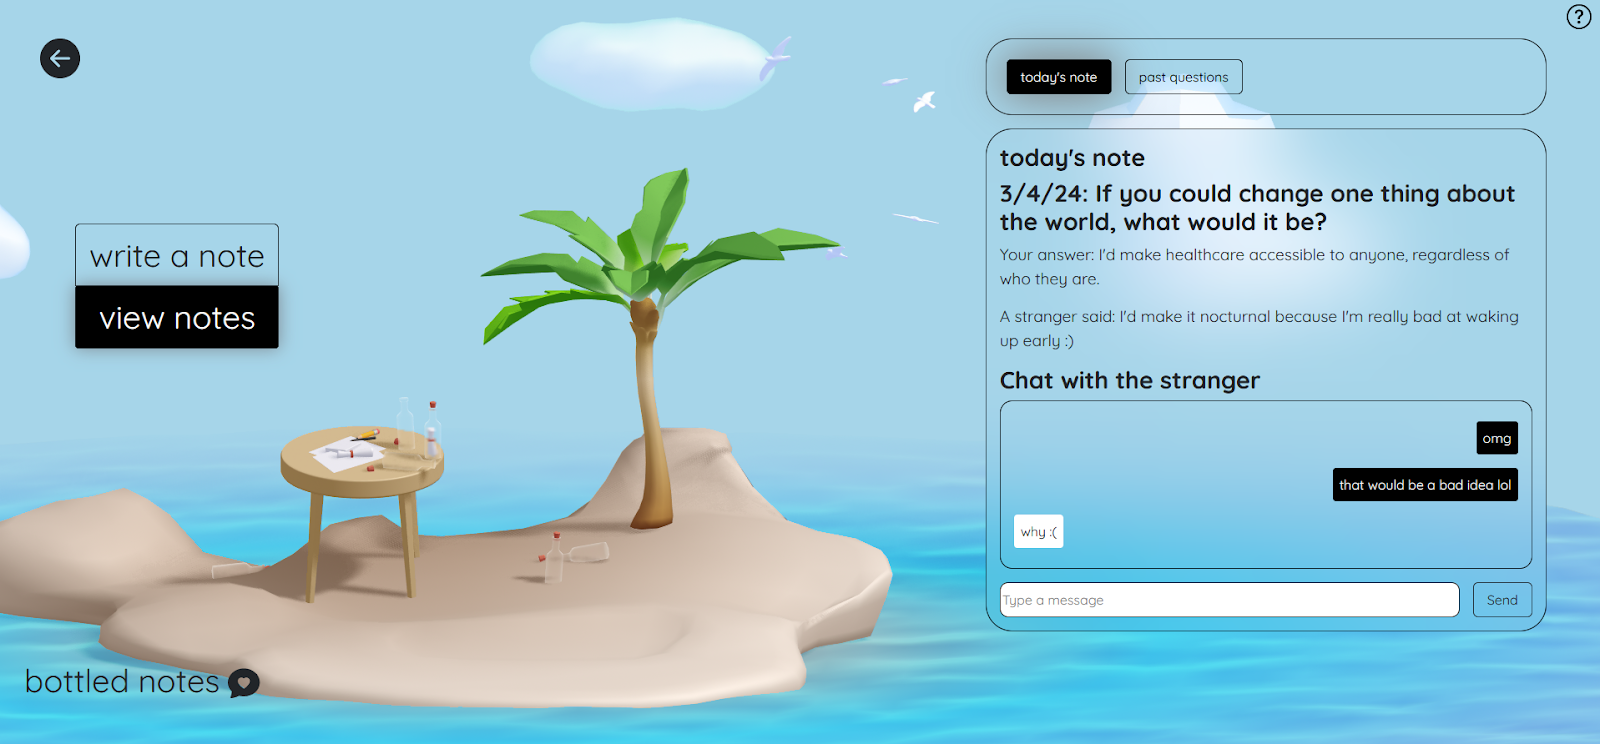 ?
today's note
past questions
write a note
view notes
today's note
3/4/24: If you could change one thing about
the world, what would it be?
Your answer: I'd make healthcare accessible to anyone, regardless of
who they are.
A stranger said: I'd make it nocturnal because I'm really bad at waking
up early :)
Chat with the stranger
omg
that would be a bad idea lol
why :(
Type a message
Send
bottled notes